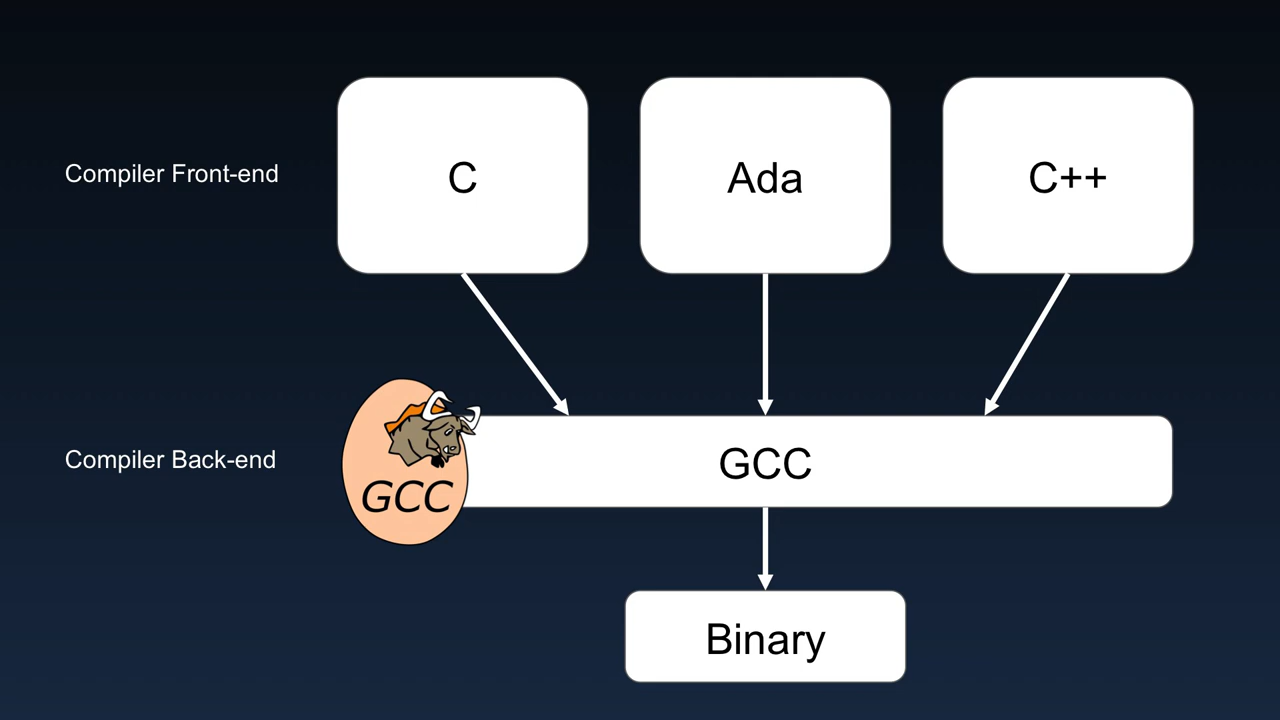 Compiler Front-end
C
Ada
C++
Compiler Back-end
GCC
GCC
Binary